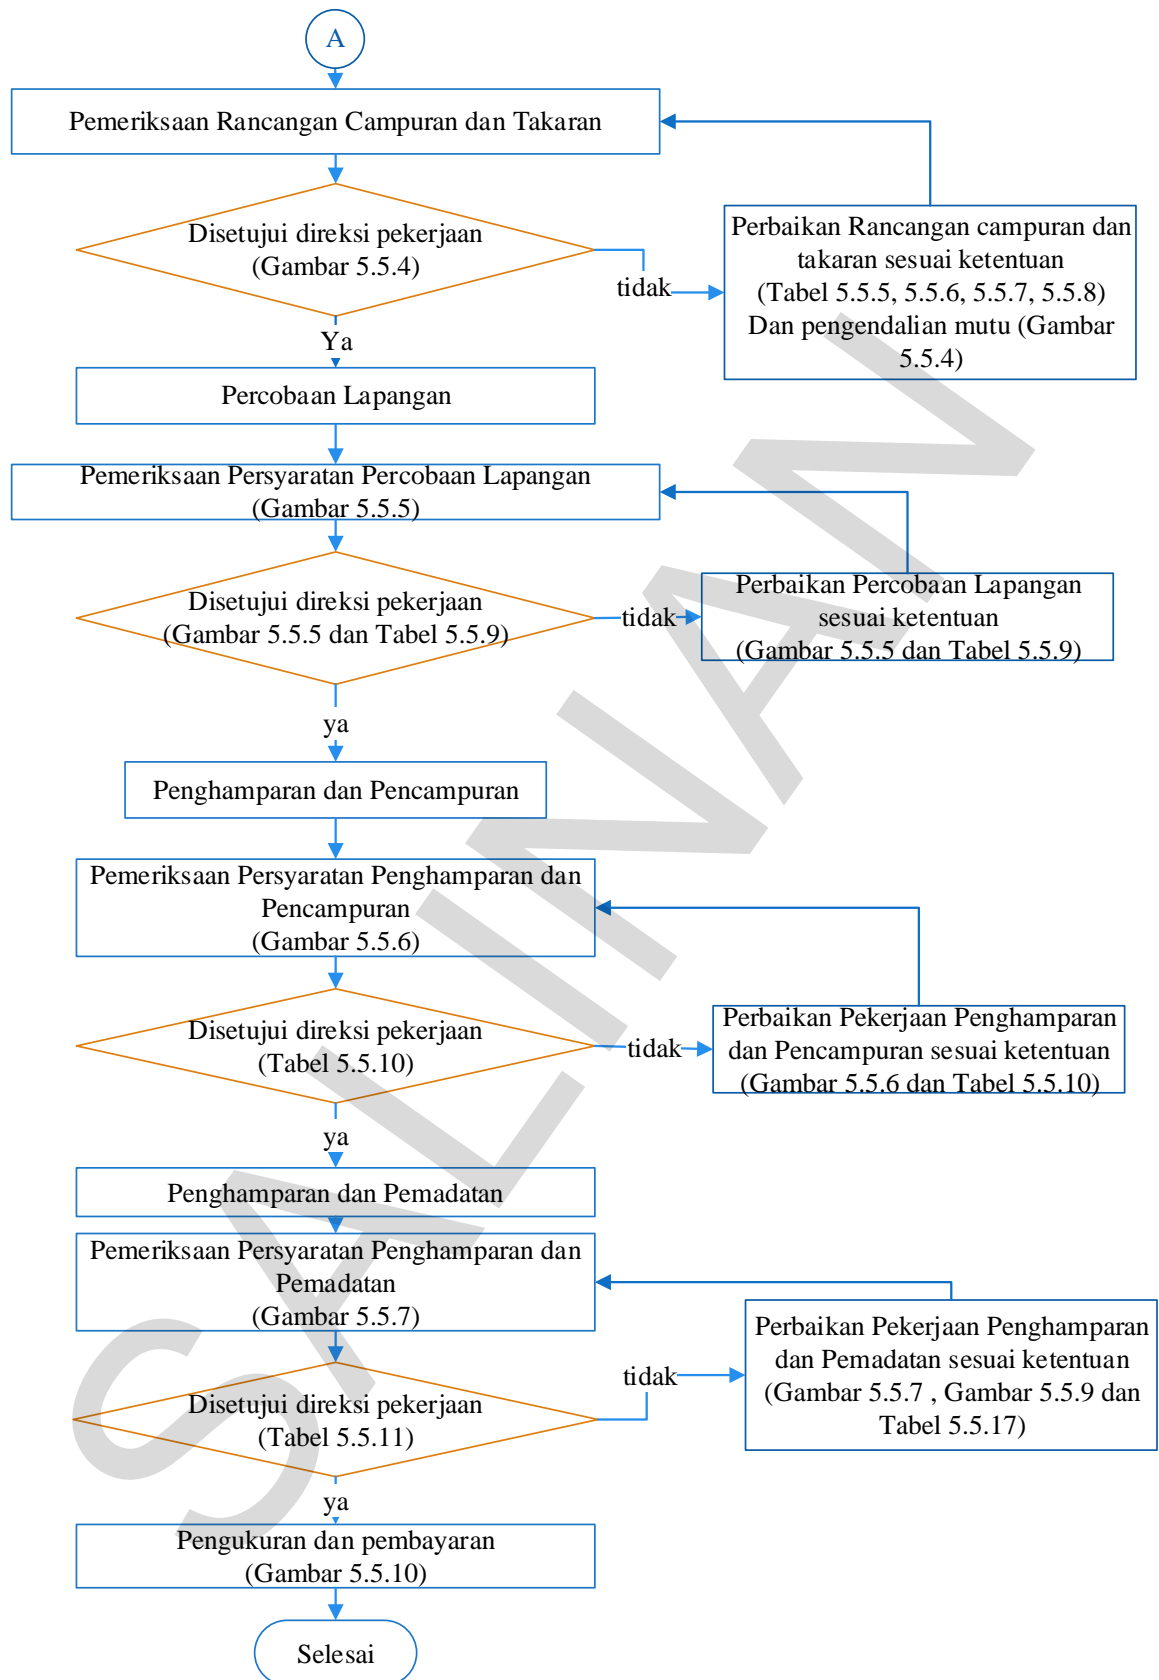 A
Pemeriksaan Rancangan Campuran dan Takaran
Disetujui direksi pekerjaan
(Gambar 5.5.4)
tidak
Perbaikan Rancangan campuran dan
takaran sesuai ketentuan
(Tabel 5.5.5, 5.5.6, 5.5.7, 5.5.8)
Dan pengendalian mutu (Gambar
5.5.4)
Ya
Percobaan Lapangan
Pemeriksaan Persyaratan Percobaan Lapangan
(Gambar 5.5.5)
Disetujui direksi pekerjaan
(Gambar 5.5.5 dan Tabel 5.5.9)
tidak
Perbaikan Percobaan Lapangan
sesuai ketentuan
(Gambar 5.5.5 dan Tabel 5.5.9)
ya
Penghamparan dan Pencampuran
Pemeriksaan Persyaratan Penghamparan dan
Pencampuran
(Gambar 5.5.6)
Disetujui direksi pekerjaan
(Tabel 5.5.10)
tidak
Perbaikan Pekerjaan Penghamparan
dan Pencampuran sesuai ketentuan
(Gambar 5.5.6 dan Tabel 5.5.10)
ya
Penghamparan dan Pemadatan
Pemeriksaan Persyaratan Penghamparan dan
Pemadatan
(Gambar 5.5.7)
Disetujui direksi pekerjaan
(Tabel 5.5.11)
tidak
Perbaikan Pekerjaan Penghamparan
dan Pemadatan sesuai ketentuan
(Gambar 5.5.7 , Gambar 5.5.9 dan
Tabel 5.5.17)
ya
Pengukuran dan pembayaran
(Gambar 5.5.10)
Selesai
SALINAN